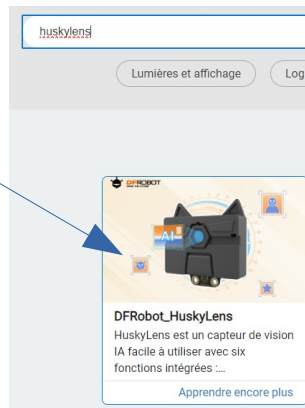 huskylens
Lumières et affichage
Log
DFROBOT
AI
DFRobot_HuskyLens
HuskyLens est un capteur de vision
IA facile à utiliser avec six
fonctions intégrées :...
Apprendre encore plus